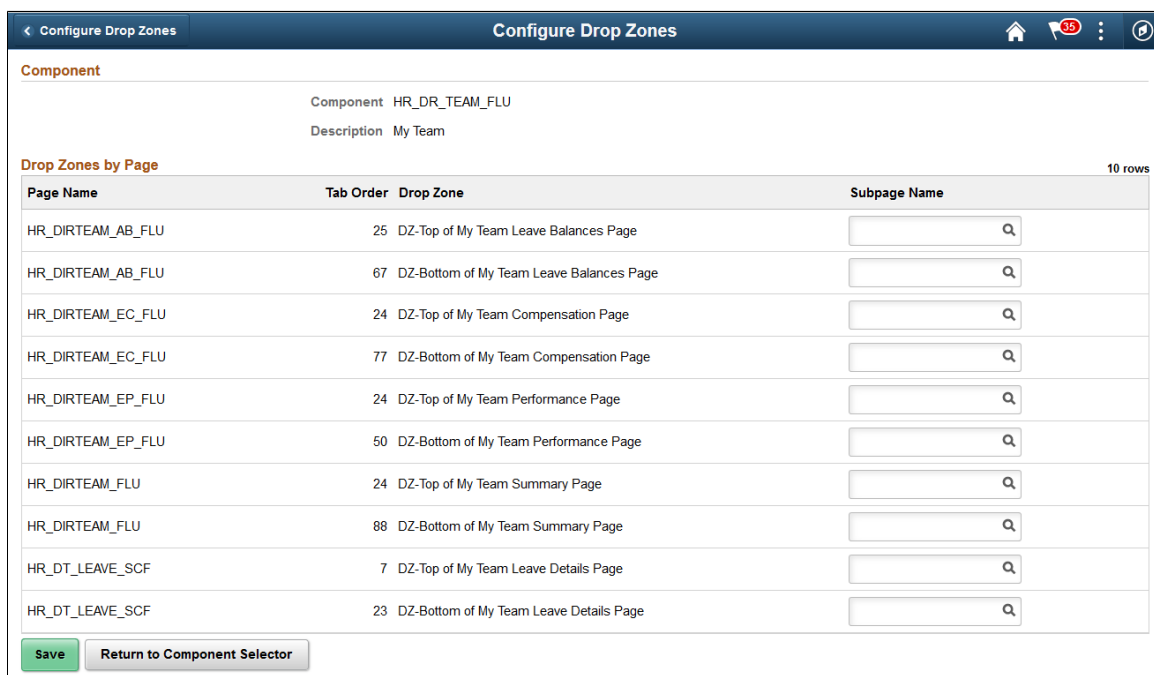 Configure Drop Zones Configure Drop Zones 35
Component
Component HR_DR_TEAM_FLU
Description My Team
Drop Zones by Page 10 rows
Page Name Tab Order Drop Zone Subpage Name
HR_DIRTEAM_AB_FLU 25 DZ-Top of My Team Leave Balances Page
HR_DIRTEAM_AB_FLU 67 DZ-Bottom of My Team Leave Balances Page
HR_DIRTEAM_EC_FLU 24 DZ-Top of My Team Compensation Page
HR_DIRTEAM_EC_FLU 77 DZ-Bottom of My Team Compensation Page
HR_DIRTEAM_EP_FLU 24 DZ-Top of My Team Performance Page
HR_DIRTEAM_EP_FLU 50 DZ-Bottom of My Team Performance Page
HR_DIRTEAM_FLU 24 DZ-Top of My Team Summary Page
HR_DIRTEAM_FLU 88 DZ-Bottom of My Team Summary Page
HR_DT_LEAVE_SCF 7 DZ-Top of My Team Leave Details Page
HR_DT_LEAVE_SCF 23 DZ-Bottom of My Team Leave Details Page
Save Return to Component Selector